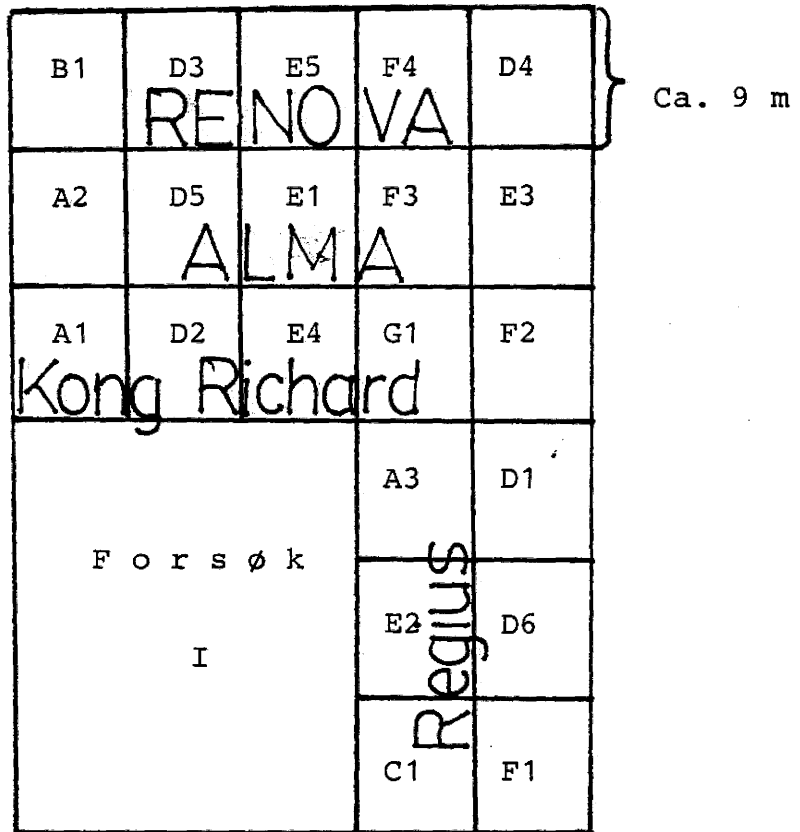 B1 D3 E5 F4 D4
RENOVA
Ca. 9 m
A2 D5 E1 F3 E3
ALMA
A1 D2 E4 G1 F2
Kong Richard
A3 D1
Forsøk
I
E2 D6
Regius
C1 F1